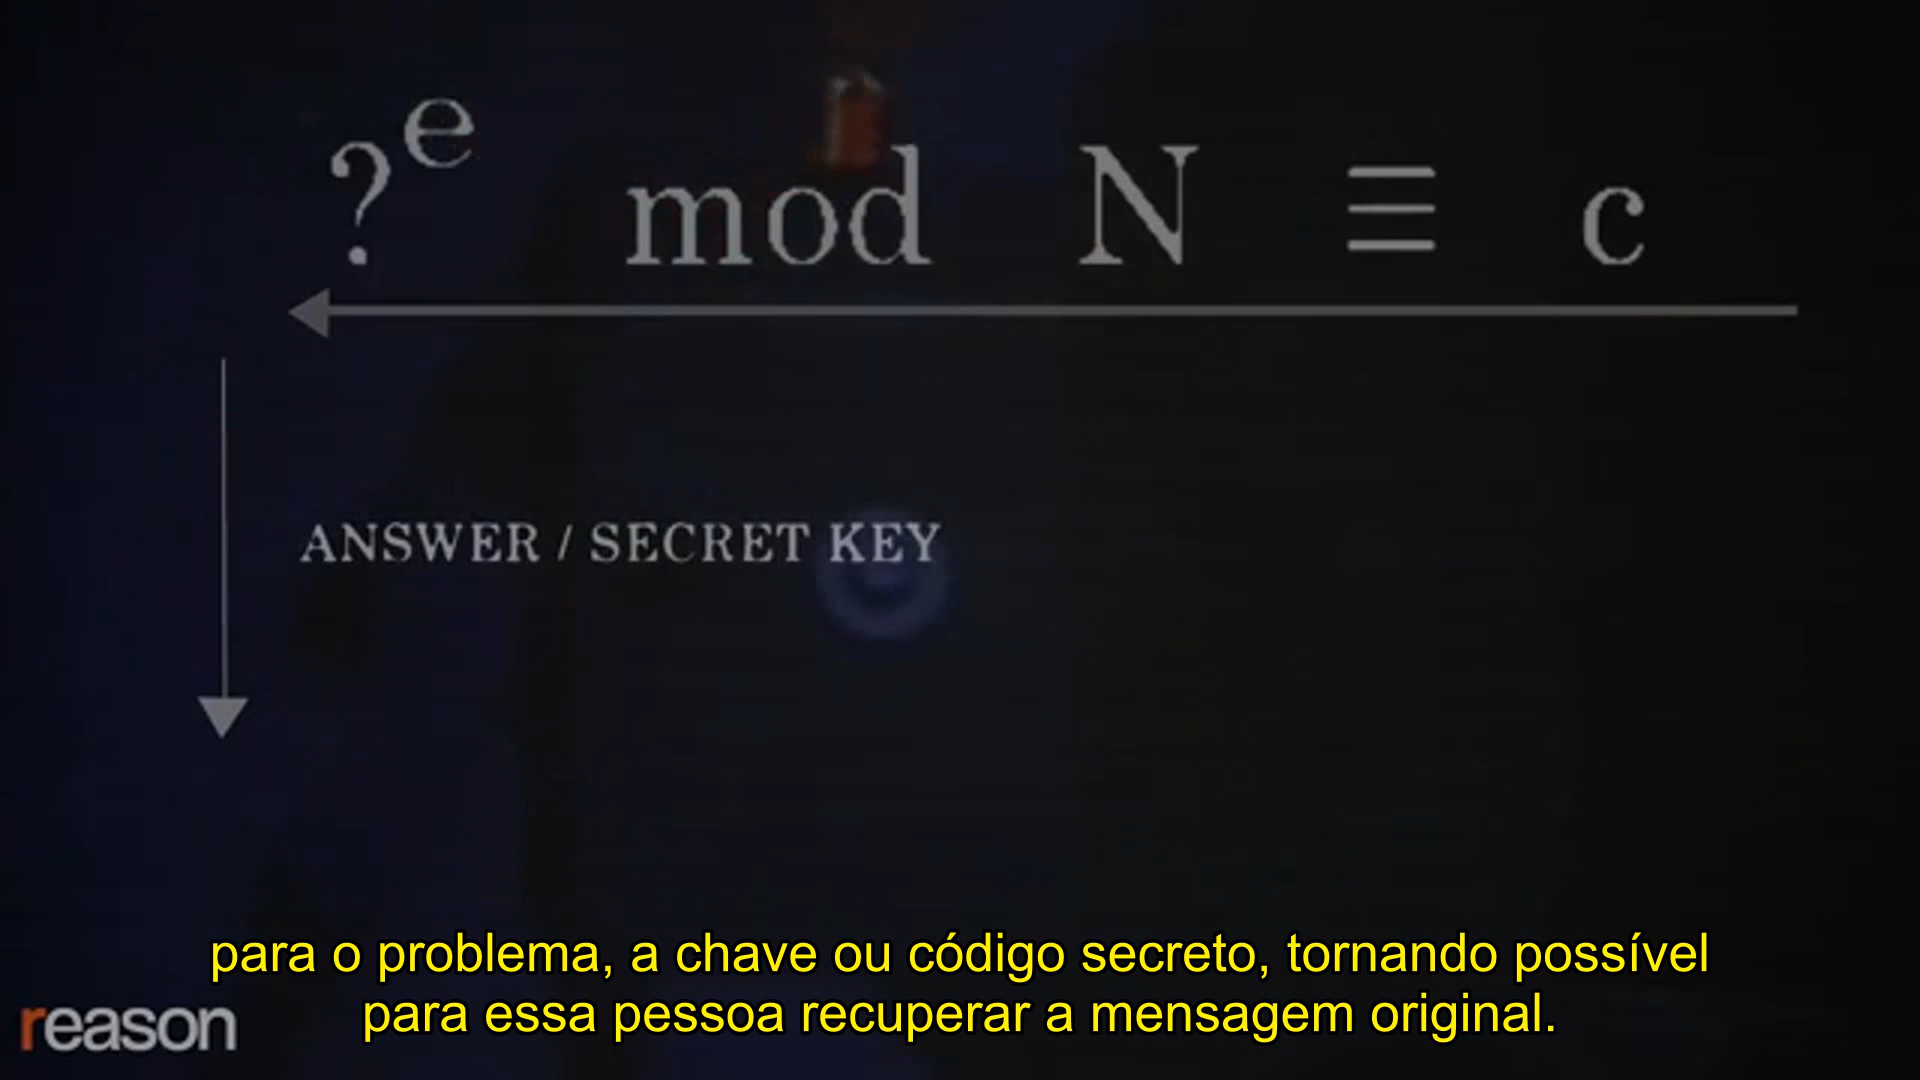 ?^e mod N ≡ c
ANSWER / SECRET KEY
para o problema, a chave ou código secreto, tornando possível
para essa pessoa recuperar a mensagem original.
reason